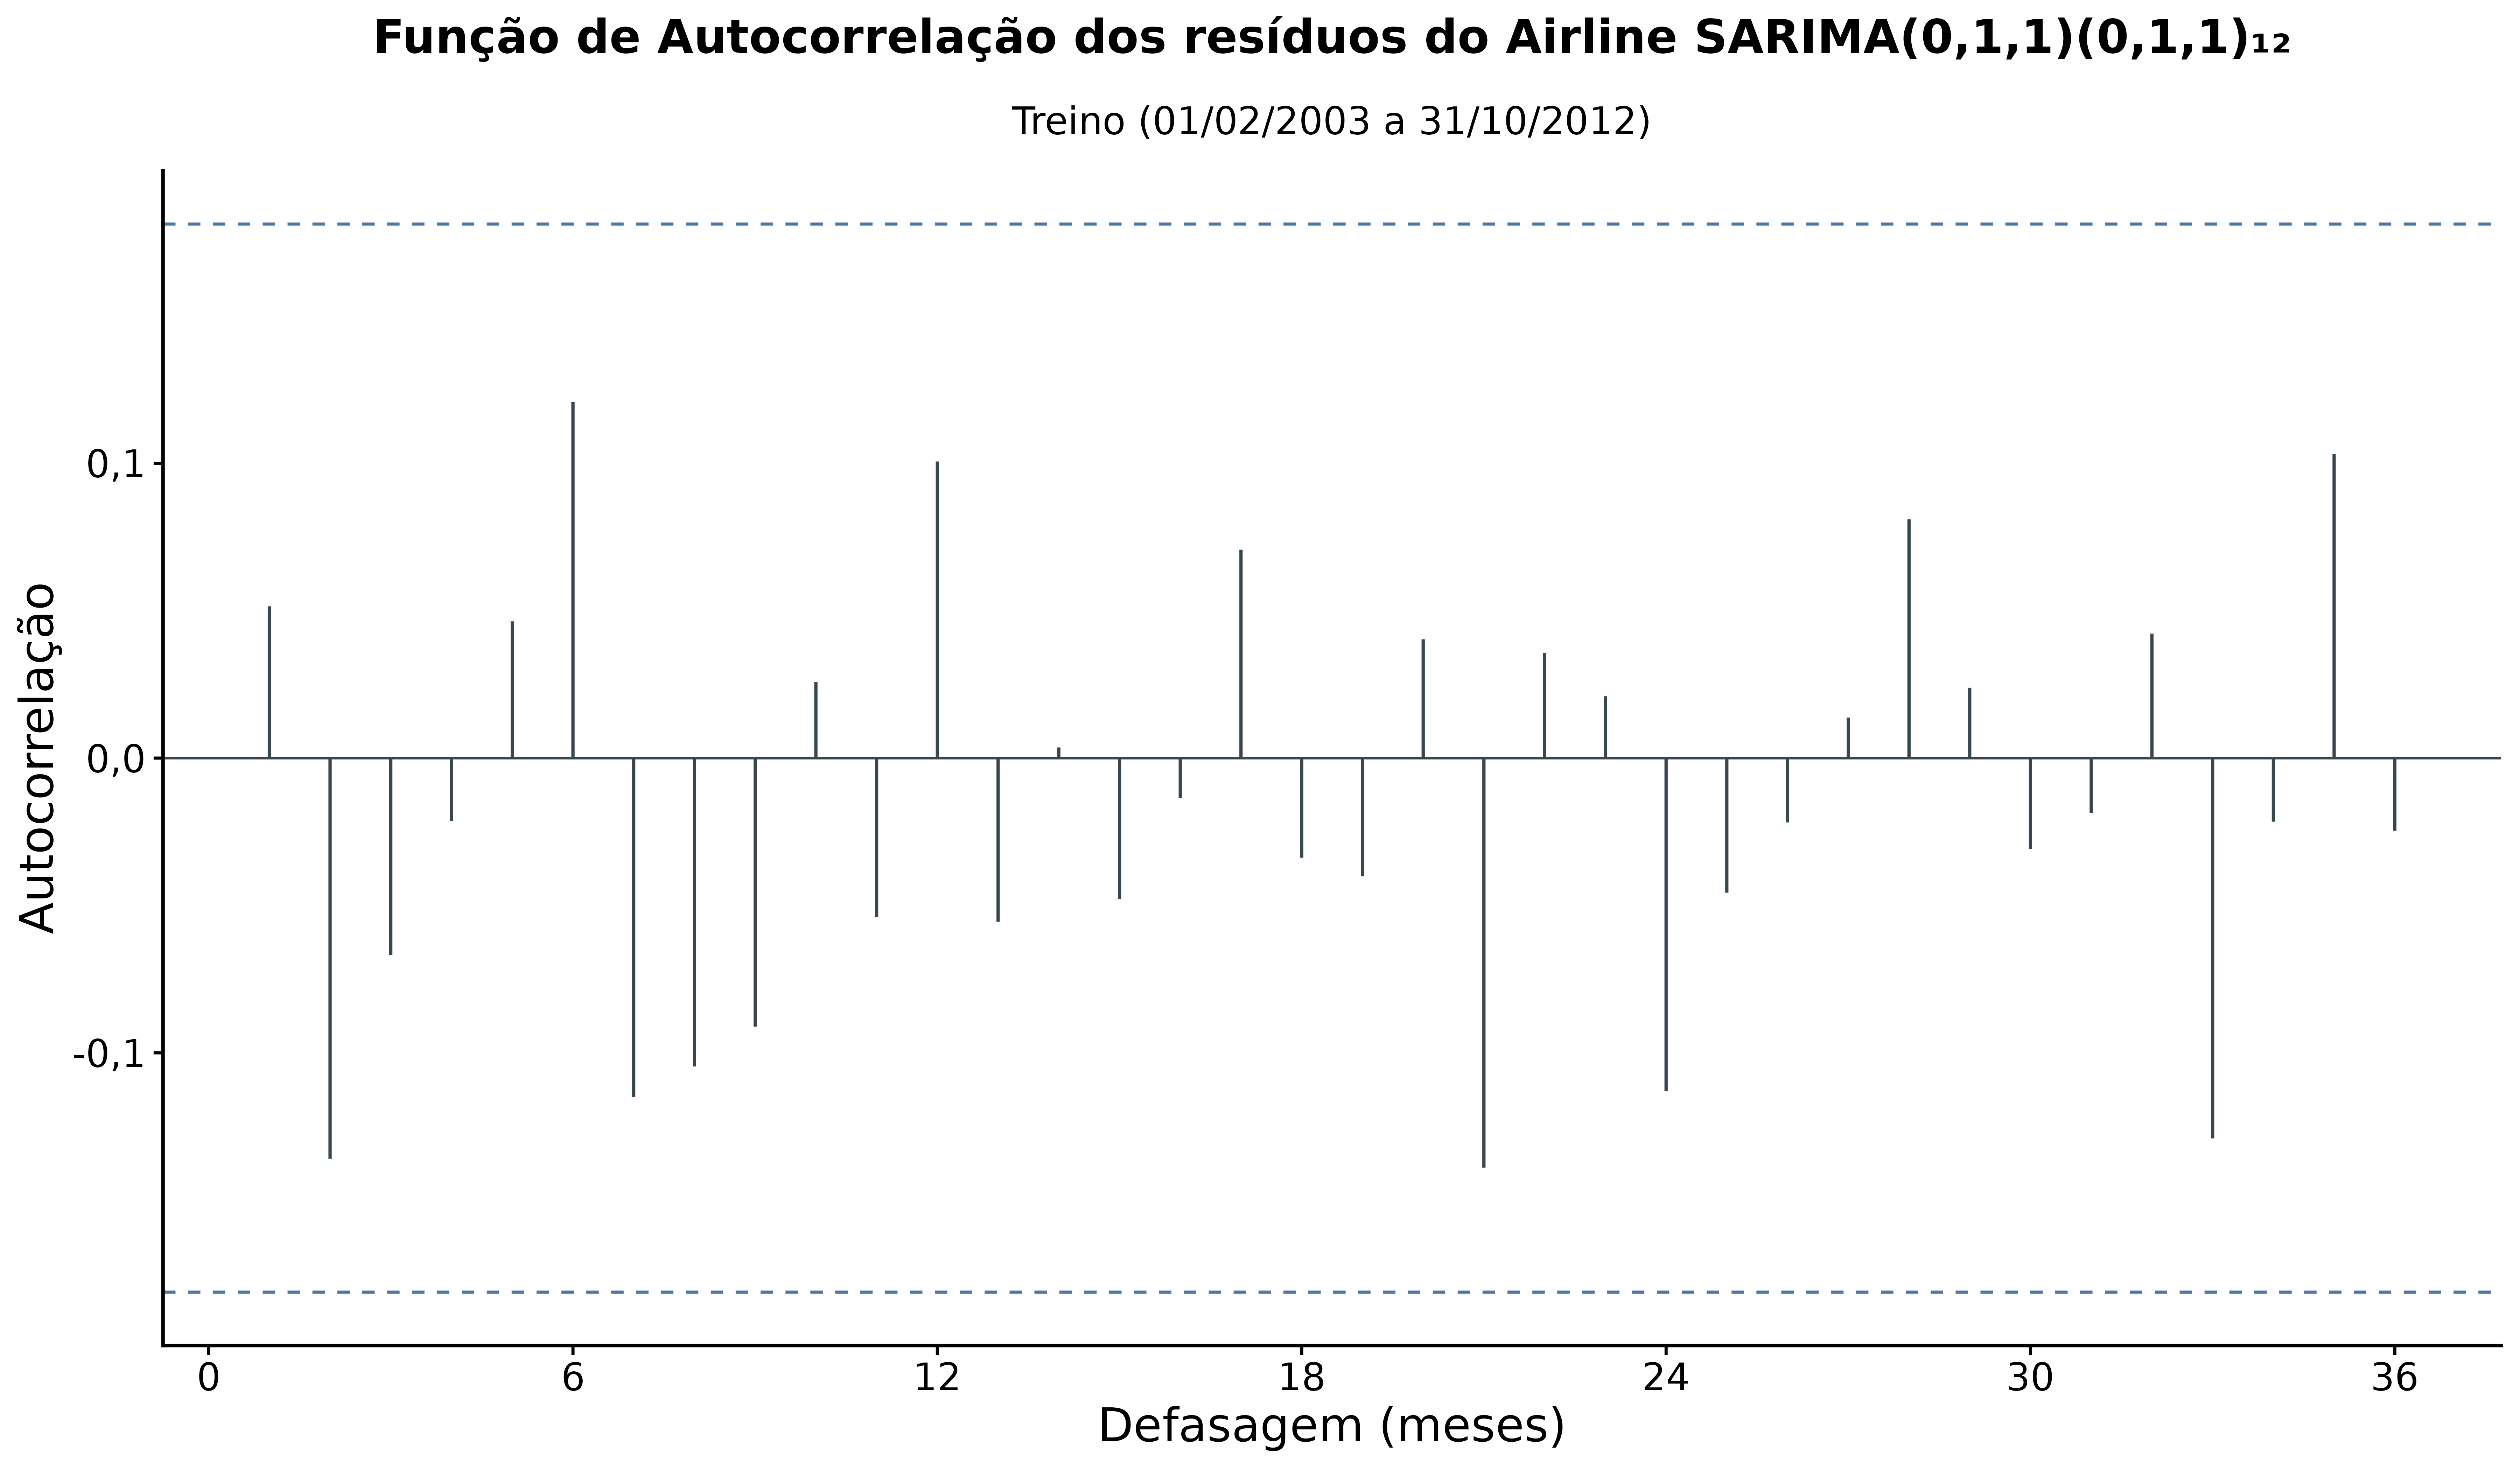 Função de Autocorrelação dos resíduos do Airline SARIMA(0,1,1)(0,1,1)₁₂
Treino (01/02/2003 a 31/10/2012)
Autocorrelação
0,1
0,0
-0,1
0 6 12 18 24 30 36
Defasagem (meses)